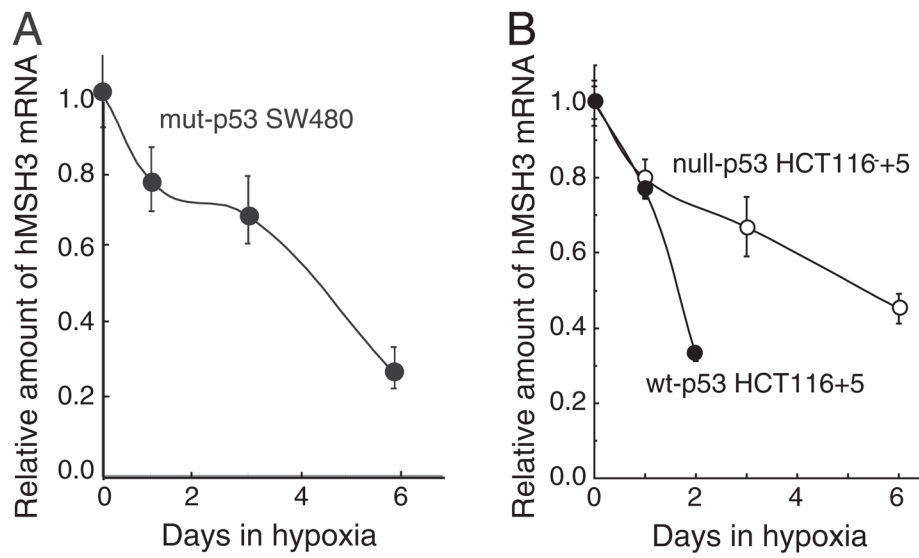 A
Relative amount of hMSH3 mRNA
1.0
0.8
0.6
0.4
0.2
0.0
mut-p53 SW480
0 2 4 6
Days in hypoxia
B
Relative amount of hMSH3 mRNA
1.0
0.8
0.6
0.4
0.2
0
null-p53 HCT116⁻+5
wt-p53 HCT116+5
0 2 4 6
Days in hypoxia